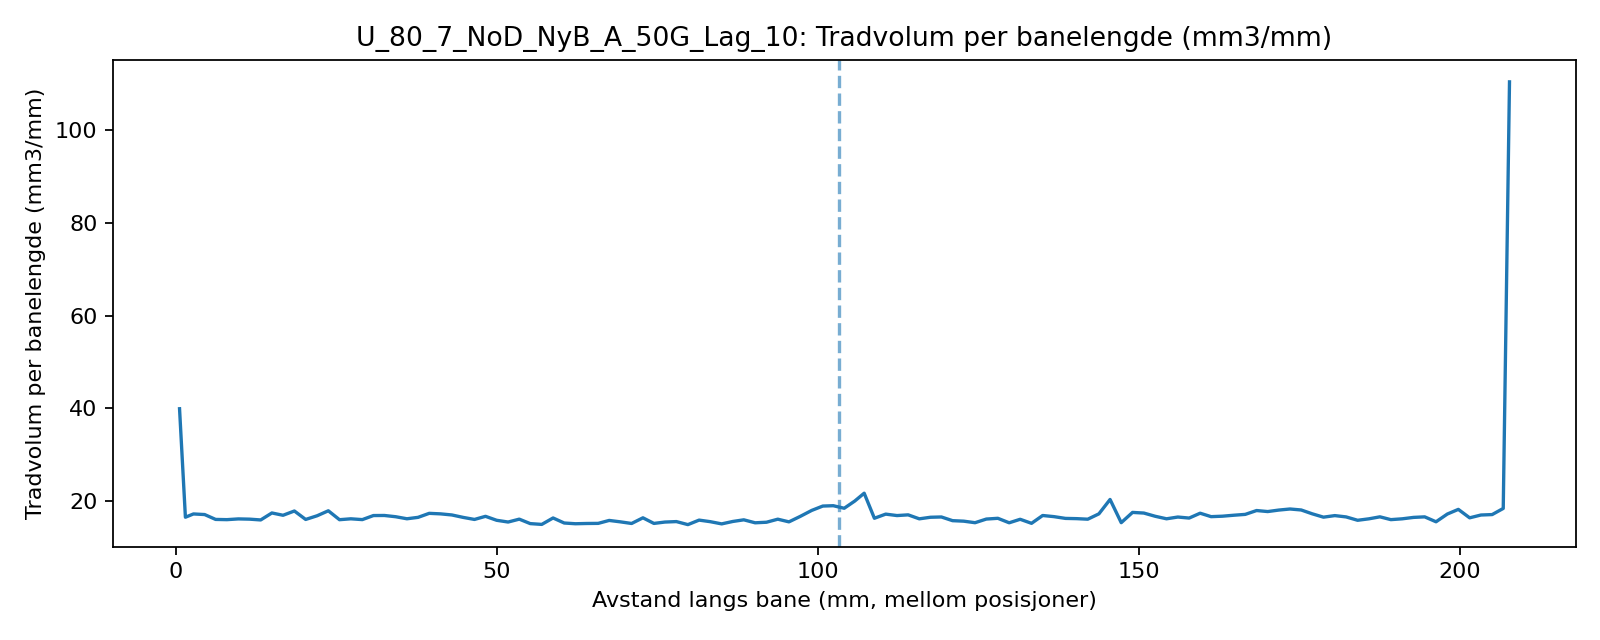 U_80_7_NoD_NyB_A_50G_Lag_10: Tradvolum per banelengde (mm3/mm)
Tradvolum per banelengde (mm3/mm)
100
80
60
40
20
0 50 100 150 200
Avstand langs bane (mm, mellom posisjoner)